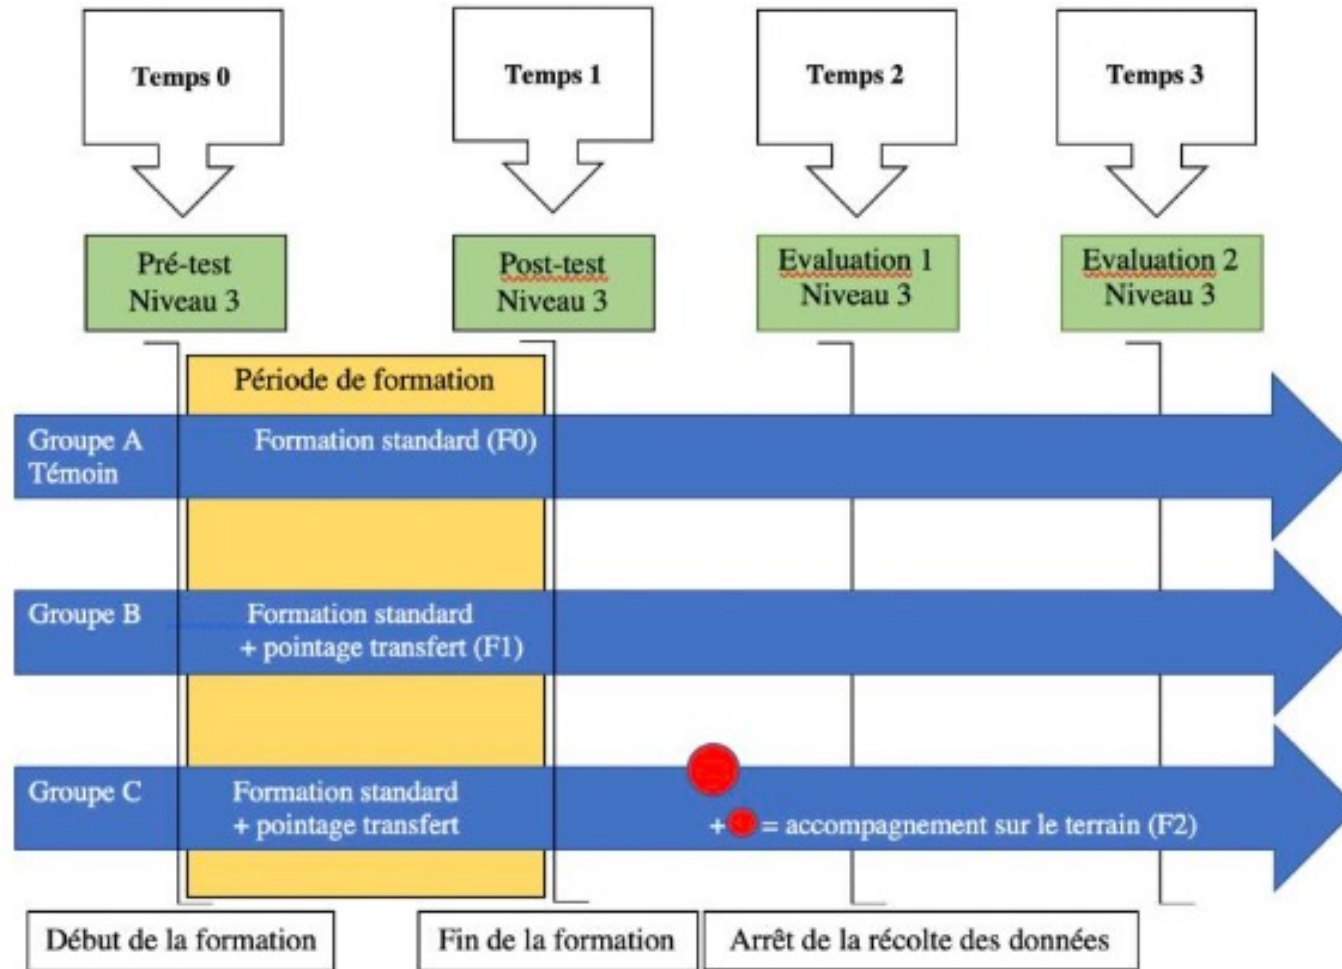 Temps 0
Temps 1
Temps 2
Temps 3
Pré-test
Niveau 3
Post-test
Niveau 3
Evaluation 1
Niveau 3
Evaluation 2
Niveau 3
Période de formation
Groupe A
Témoin
Formation standard (F0)
Groupe B
Formation standard
+ pointage transfert (F1)
Groupe C
Formation standard
+ pointage transfert
+ = accompagnement sur le terrain (F2)
Début de la formation
Fin de la formation
Arrêt de la récolte des données